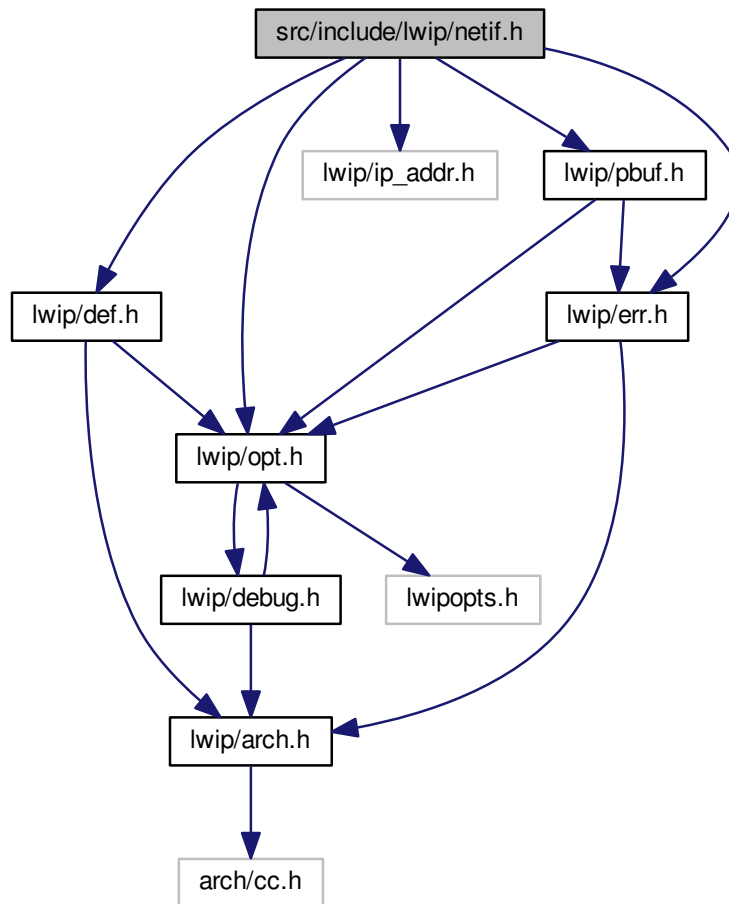 src/include/lwip/netif.h
lwip/ip_addr.h
lwip/pbuf.h
lwip/def.h
lwip/err.h
lwip/opt.h
lwip/debug.h
lwipopts.h
lwip/arch.h
arch/cc.h